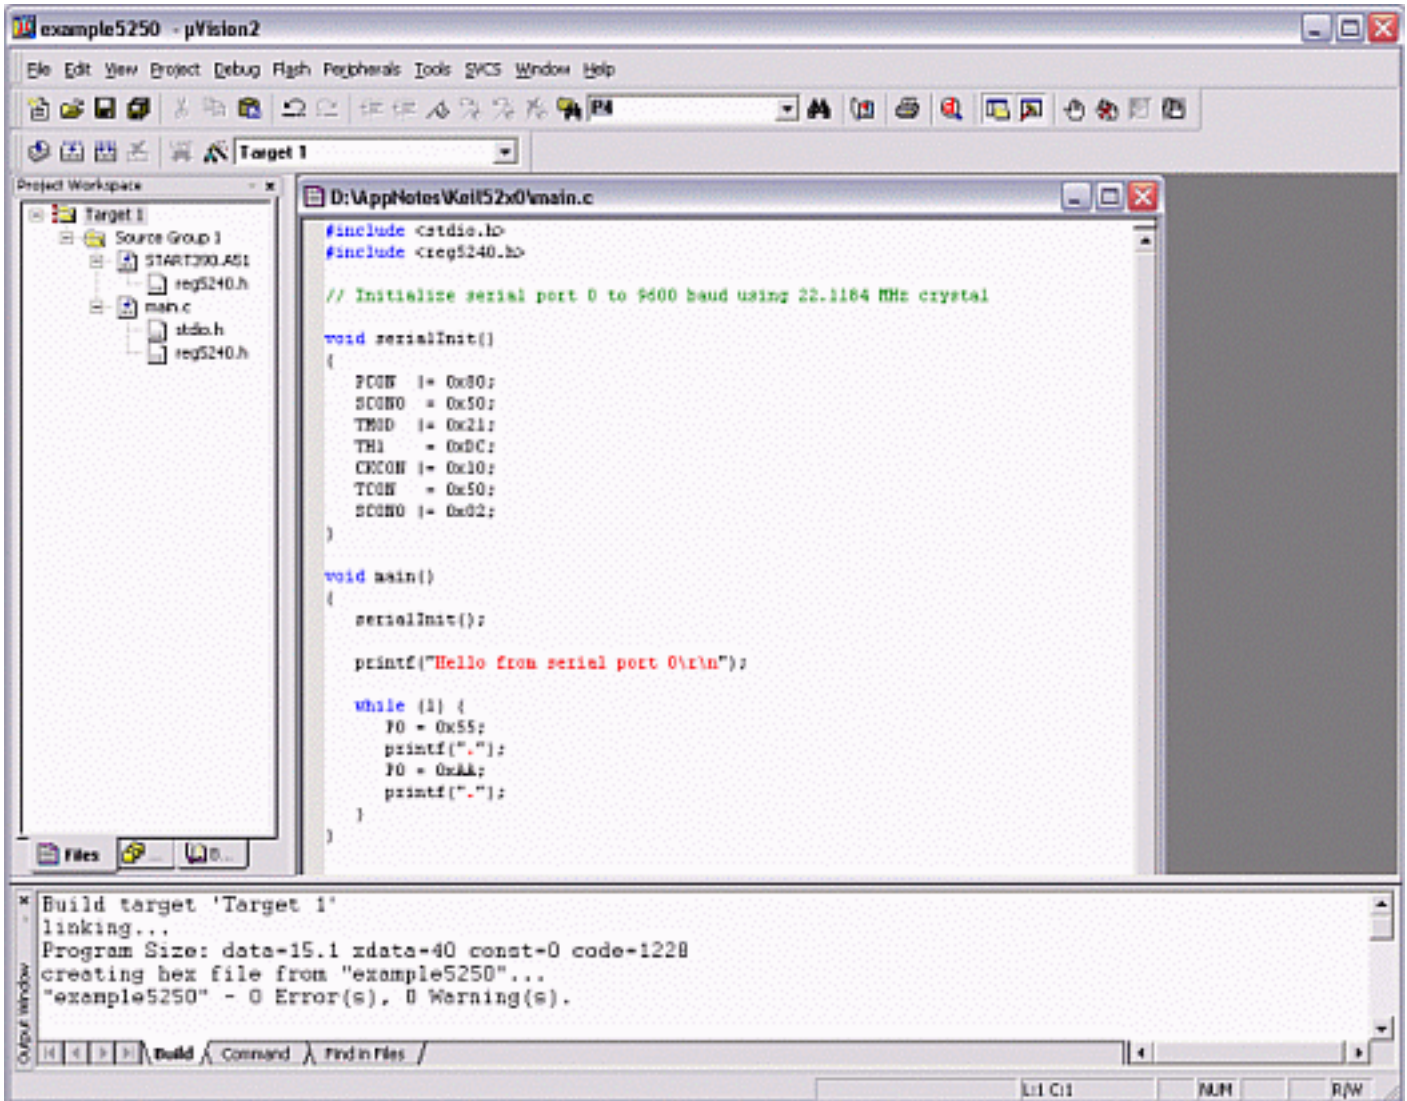 example5250 - µVision2
File Edit View Project Debug Flash Peripherals Tools SVCS Window Help
P4
Target 1
Project Workspace
Target 1
Source Group 1
START390.A51
reg5240.h
main.c
stdio.h
reg5240.h
Files
B...
D:\AppNotes\Keil52x0\main.c
#include <stdio.h>
#include <reg5240.h>
// Initialize serial port 0 to 9600 baud using 22.1184 MHz crystal
void serialInit()
{
PCON |= 0x80;
SCON0 = 0x50;
TMOD |= 0x21;
TH1 = 0xDC;
CKCON |= 0x10;
TCON = 0x50;
SCON0 |= 0x02;
}
void main()
{
serialInit();
printf("Hello from serial port 0\r\n");
while (1) {
P0 = 0x55;
printf(".");
P0 = 0xAA;
printf(".");
}
}
Output Window
Build target 'Target 1'
linking...
Program Size: data=15.1 xdata=40 const=0 code=1228
creating hex file from "example5250"...
"example5250" - 0 Error(s), 0 Warning(s).
Build Command Find in Files
L:1 C:1 NUM R/W